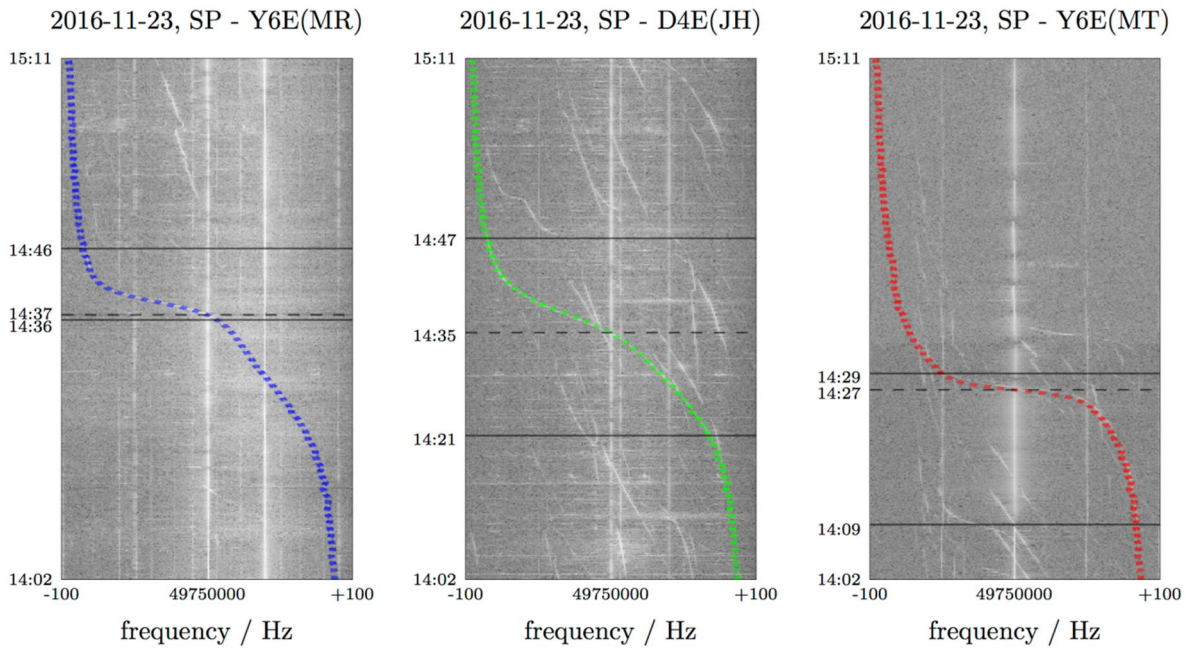 2016-11-23, SP - Y6E(MR)
15:11
14:46
14:37
14:36
14:02
-100 49750000 +100
frequency / Hz
2016-11-23, SP - D4E(JH)
15:11
14:47
14:35
14:21
14:02
-100 49750000 +100
frequency / Hz
2016-11-23, SP - Y6E(MT)
15:11
14:29
14:27
14:09
14:02
-100 49750000 +100
frequency / Hz